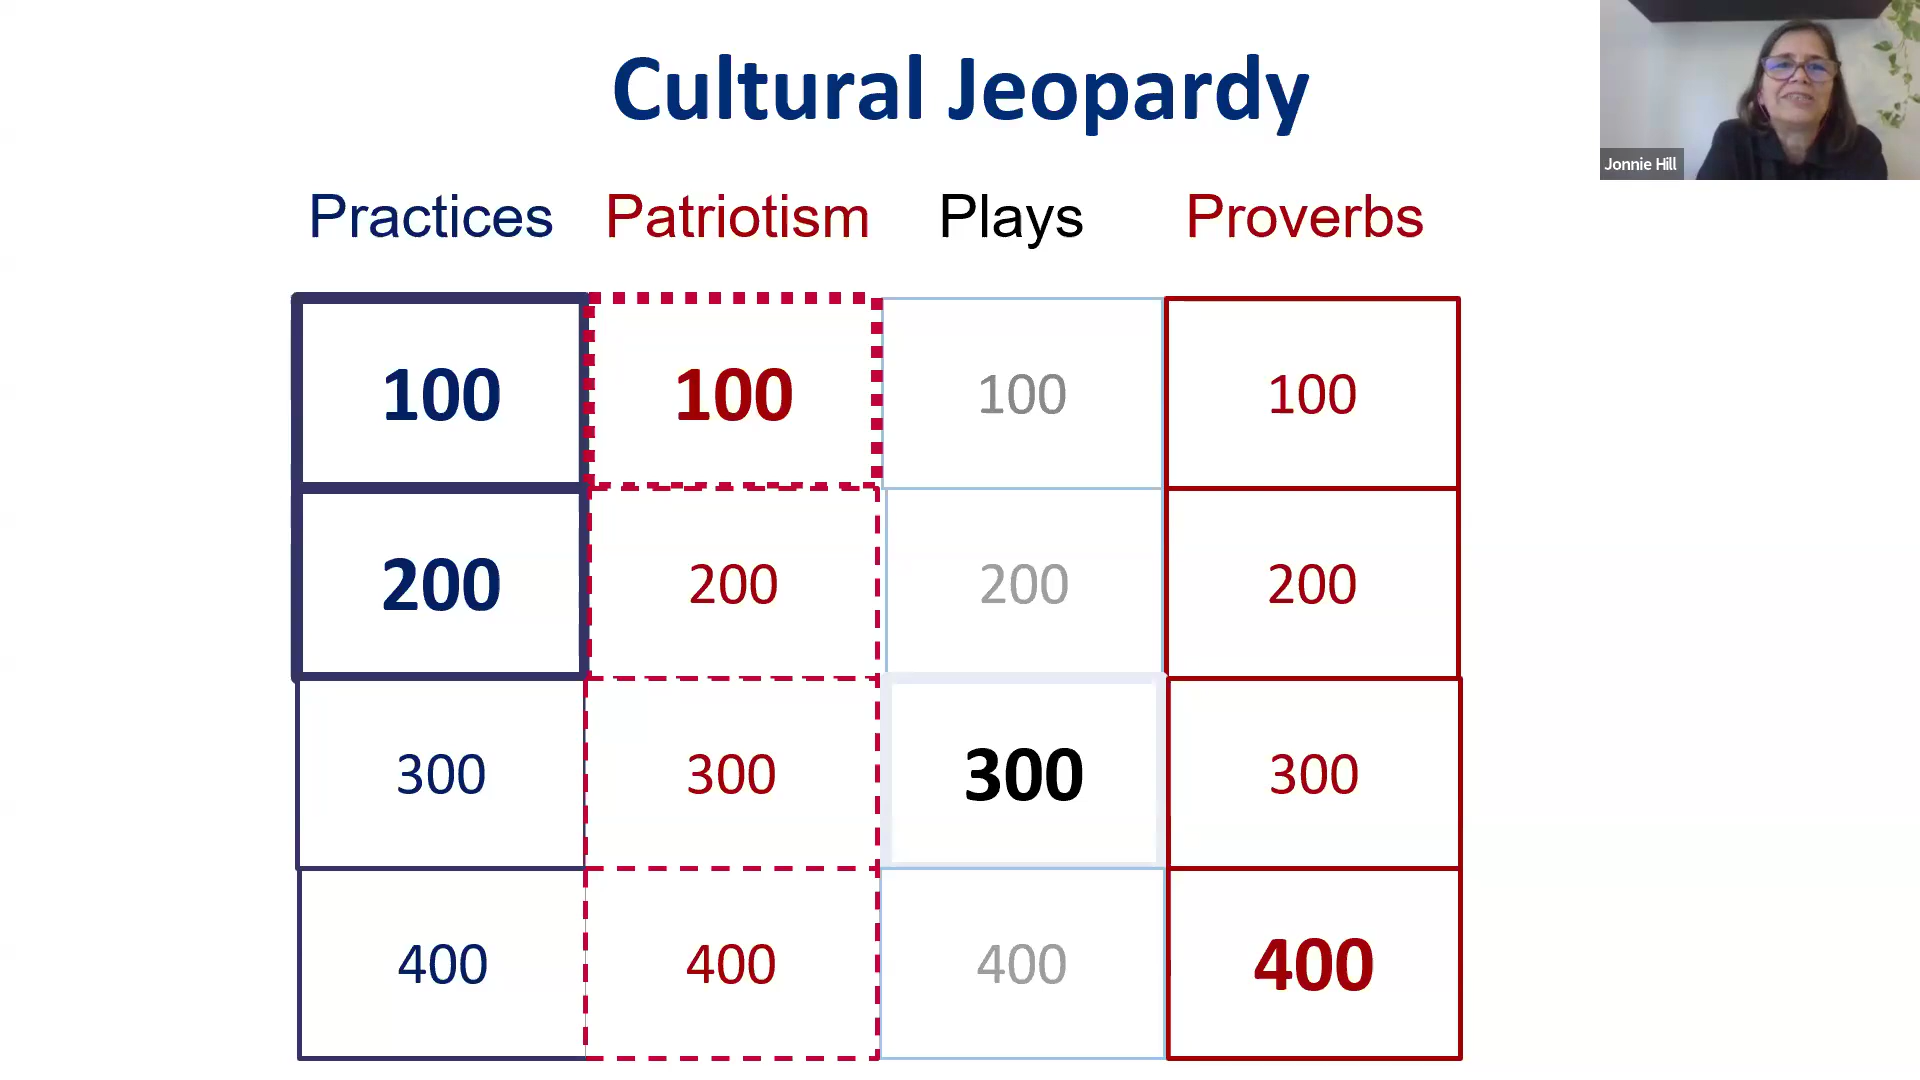 Cultural Jeopardy
Jonnie Hill
Practices Patriotism Plays Proverbs
100 100 100 100
200 200 200 200
300 300 300 300
400 400 400 400